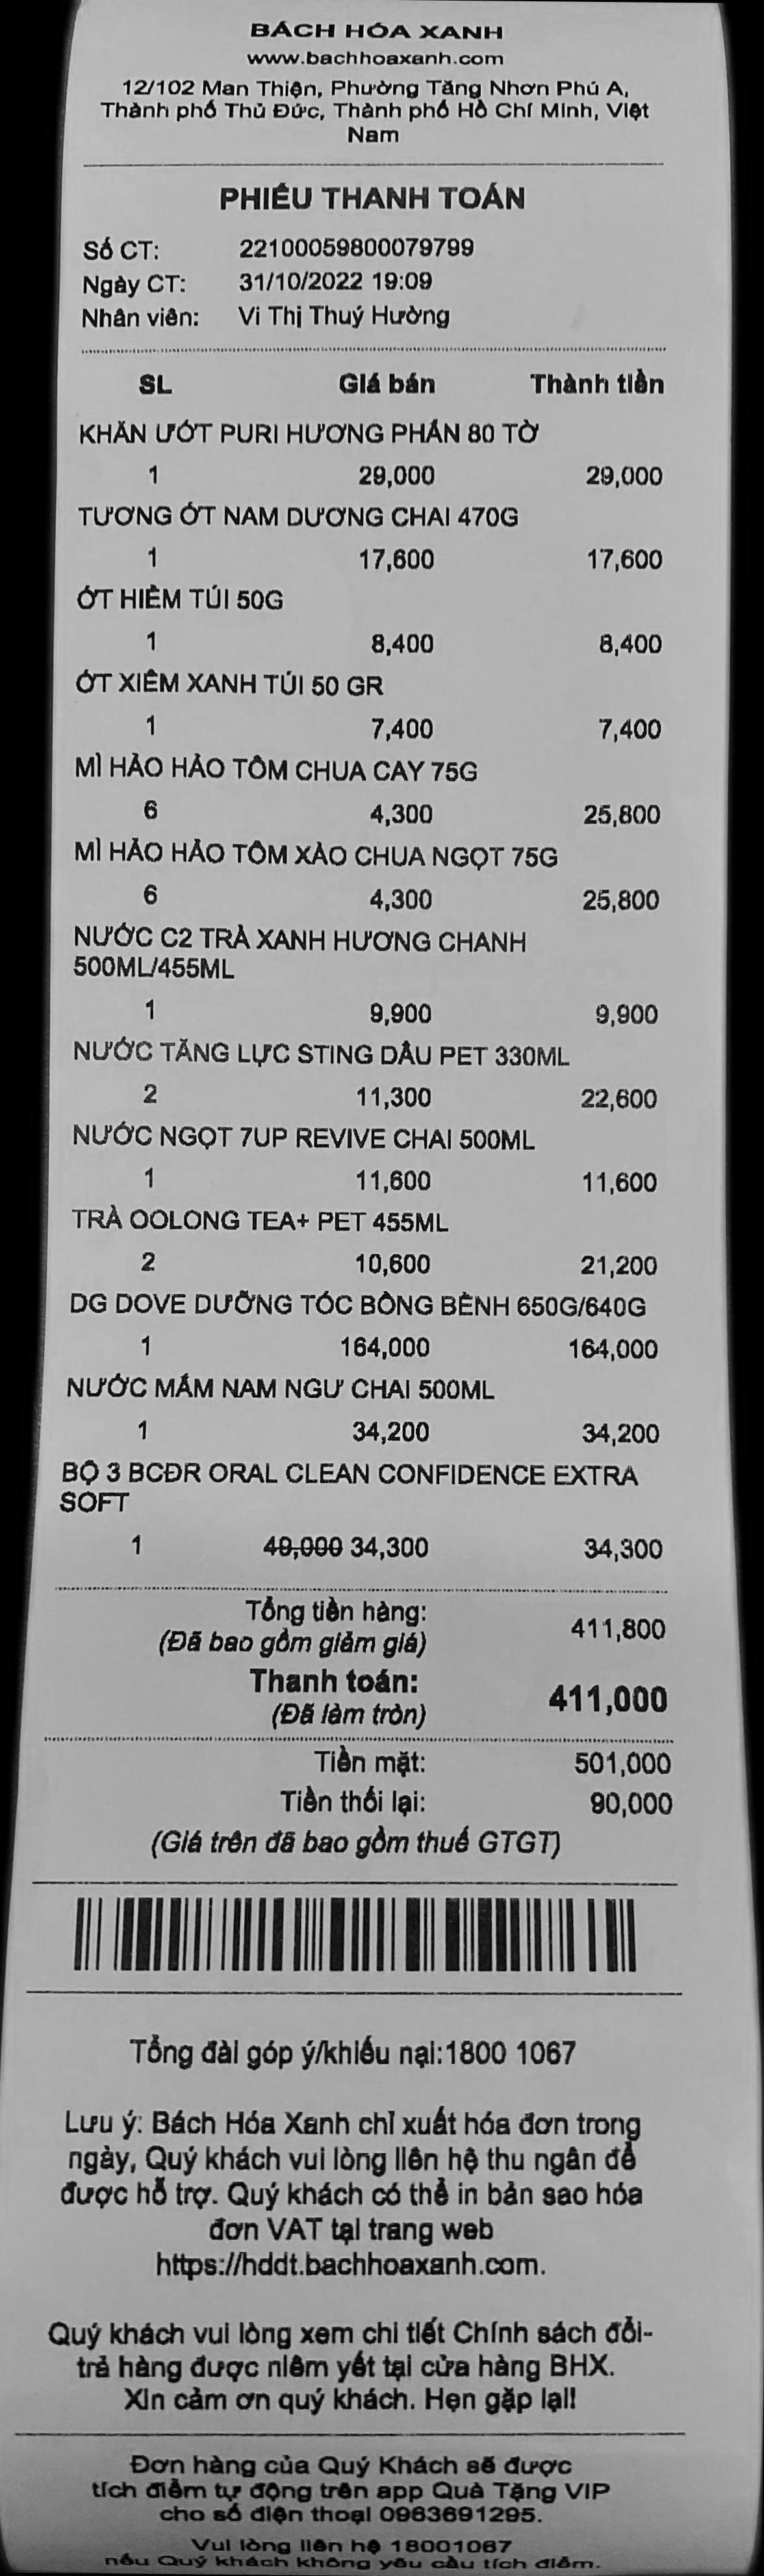 BÁCH HÓA XANH
www.bachhoaxanh.com
12/102 Man Thiện, Phường Tăng Nhơn Phú A,
Thành phố Thủ Đức, Thành phố Hồ Chí Minh, Việt
Nam
PHIẾU THANH TOÁN
Số CT: 22100059800079799
Ngày CT: 31/10/2022 19:09
Nhân viên: Vi Thị Thuý Hường
SL Giá bán Thành tiền
KHĂN ƯỚT PURI HƯƠNG PHẤN 80 TỜ
1 29,000 29,000
TƯƠNG ỚT NAM DƯƠNG CHAI 470G
1 17,600 17,600
ỚT HIỂM TÚI 50G
1 8,400 8,400
ỚT XIÊM XANH TÚI 50 GR
1 7,400 7,400
MÌ HẢO HẢO TÔM CHUA CAY 75G
6 4,300 25,800
MÌ HẢO HẢO TÔM XÀO CHUA NGỌT 75G
6 4,300 25,800
NƯỚC C2 TRÀ XANH HƯƠNG CHANH
500ML/455ML
1 9,900 9,900
NƯỚC TĂNG LỰC STING DÂU PET 330ML
2 11,300 22,600
NƯỚC NGỌT 7UP REVIVE CHAI 500ML
1 11,600 11,600
TRÀ OOLONG TEA+ PET 455ML
2 10,600 21,200
DG DOVE DƯỠNG TÓC BỒNG BỀNH 650G/640G
1 164,000 164,000
NƯỚC MẮM NAM NGƯ CHAI 500ML
1 34,200 34,200
BỘ 3 BCĐR ORAL CLEAN CONFIDENCE EXTRA
SOFT
1 49,000 34,300 34,300
Tổng tiền hàng: 411,800
(Đã bao gồm giảm giá)
Thanh toán: 411,000
(Đã làm tròn)
Tiền mặt: 501,000
Tiền thối lại: 90,000
(Giá trên đã bao gồm thuế GTGT)
Tổng đài góp ý/khiếu nại:1800 1067
Lưu ý: Bách Hóa Xanh chỉ xuất hóa đơn trong
ngày, Quý khách vui lòng liên hệ thu ngân để
được hỗ trợ. Quý khách có thể in bản sao hóa
đơn VAT tại trang web
https://hddt.bachhoaxanh.com.
Quý khách vui lòng xem chi tiết Chính sách đổi-
trả hàng được niêm yết tại cửa hàng BHX.
Xin cảm ơn quý khách. Hẹn gặp lại!
Đơn hàng của Quý Khách sẽ được
tích điểm tự động trên app Quà Tặng VIP
cho số điện thoại 0963691295.
Vui lòng liên hệ 18001067
nếu Quý khách không yêu cầu tích điểm.